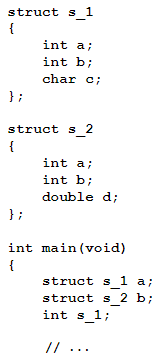 struct s_1
{
    int a;
    int b;
    char c;
};

struct s_2
{
    int a;
    int b;
    double d;
};

int main(void)
{
    struct s_1 a;
    struct s_2 b;
    int s_1;

    // ...